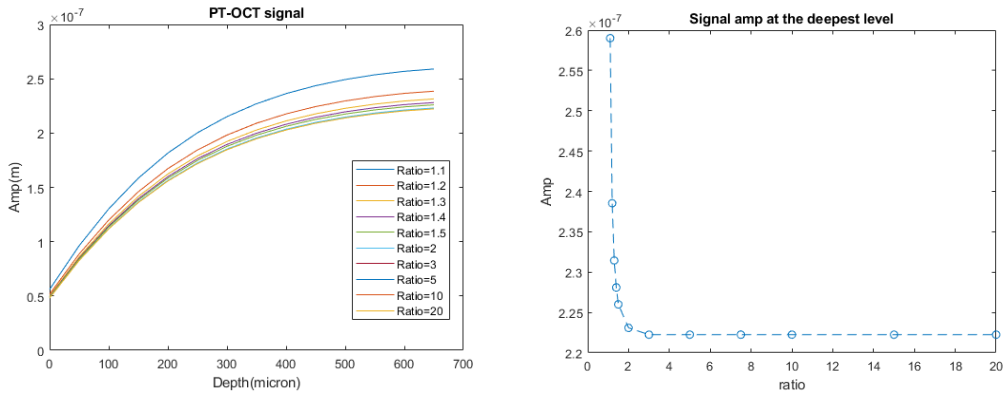 PT-OCT signal
×10⁻⁷
3
2.5
2
1.5
1
0.5
0
Amp(m)
0 100 200 300 400 500 600 700
Depth(micron)
Ratio=1.1
Ratio=1.2
Ratio=1.3
Ratio=1.4
Ratio=1.5
Ratio=2
Ratio=3
Ratio=5
Ratio=10
Ratio=20
Signal amp at the deepest level
×10⁻⁷
2.6
2.55
2.5
2.45
2.4
2.35
2.3
2.25
2.2
Amp
0 2 4 6 8 10 12 14 16 18 20
ratio